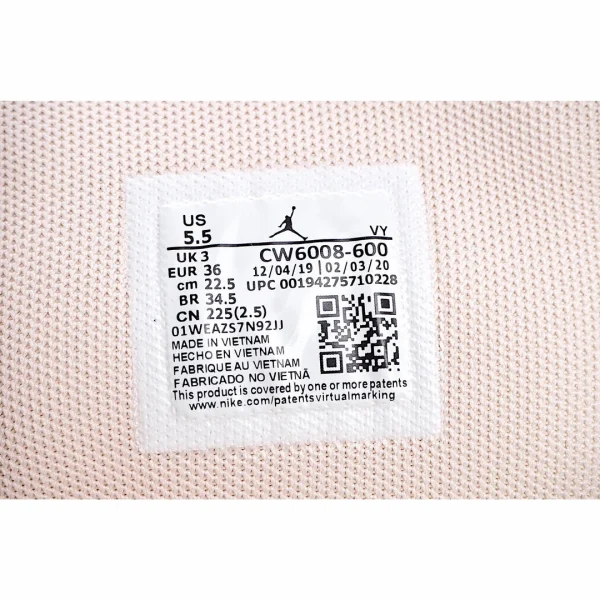 US
5.5
VY
UK 3
CW6008-600
EUR 36
12/04/19 | 02/03/20
cm 22.5
UPC 00194275710228
BR 34.5
CN 225(2.5)
01WEAZS7N92JJ
MADE IN VIETNAM
HECHO EN VIETNAM
FABRIQUE AU VIETNAM
FABRICADO NO VIETNÃ
This product is covered by one or more patents
www.nike.com/patentsvirtualmarking